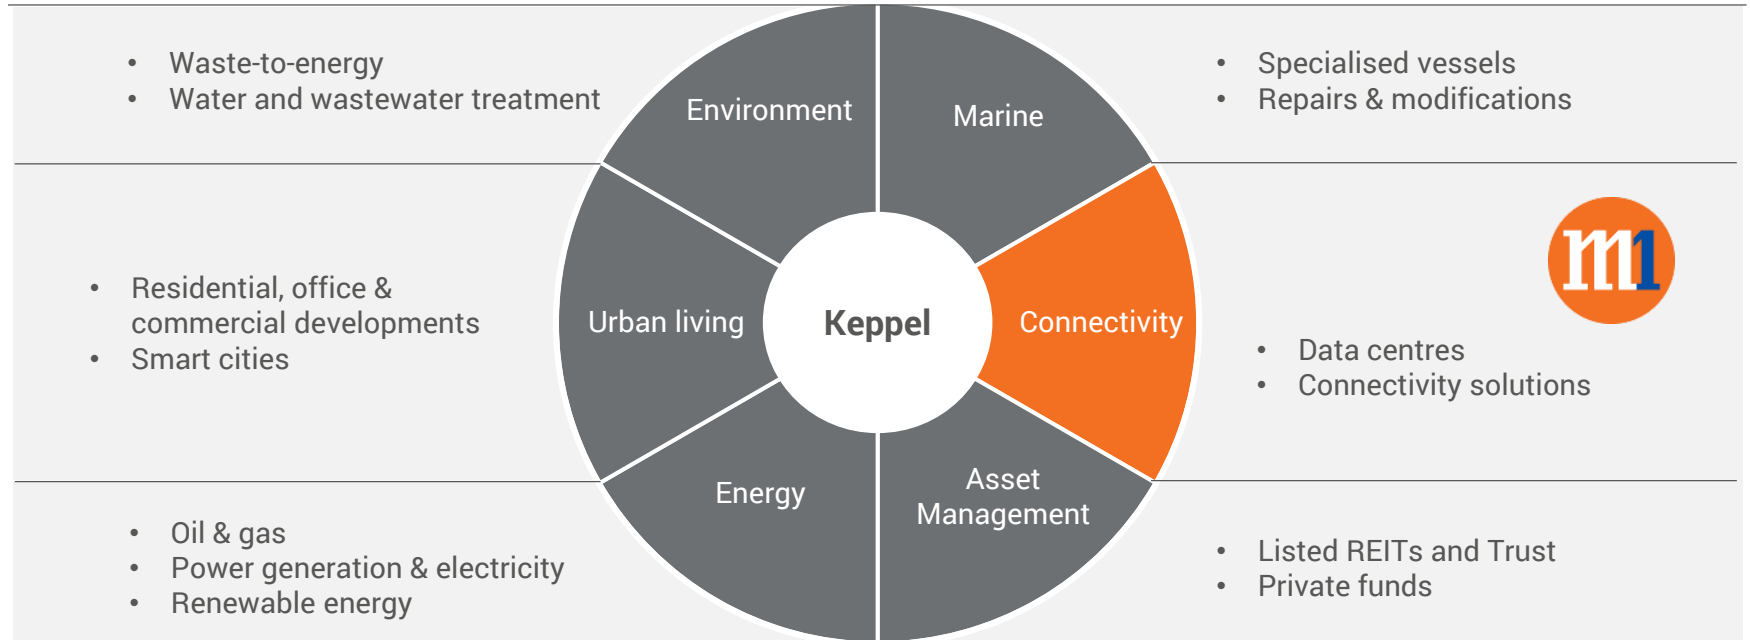 • Waste-to-energy
• Water and wastewater treatment
Environment
Marine
• Specialised vessels
• Repairs & modifications
• Residential, office &
commercial developments
• Smart cities
Urban living
Keppel
Connectivity
m1
• Data centres
• Connectivity solutions
• Oil & gas
• Power generation & electricity
• Renewable energy
Energy
Asset
Management
• Listed REITs and Trust
• Private funds